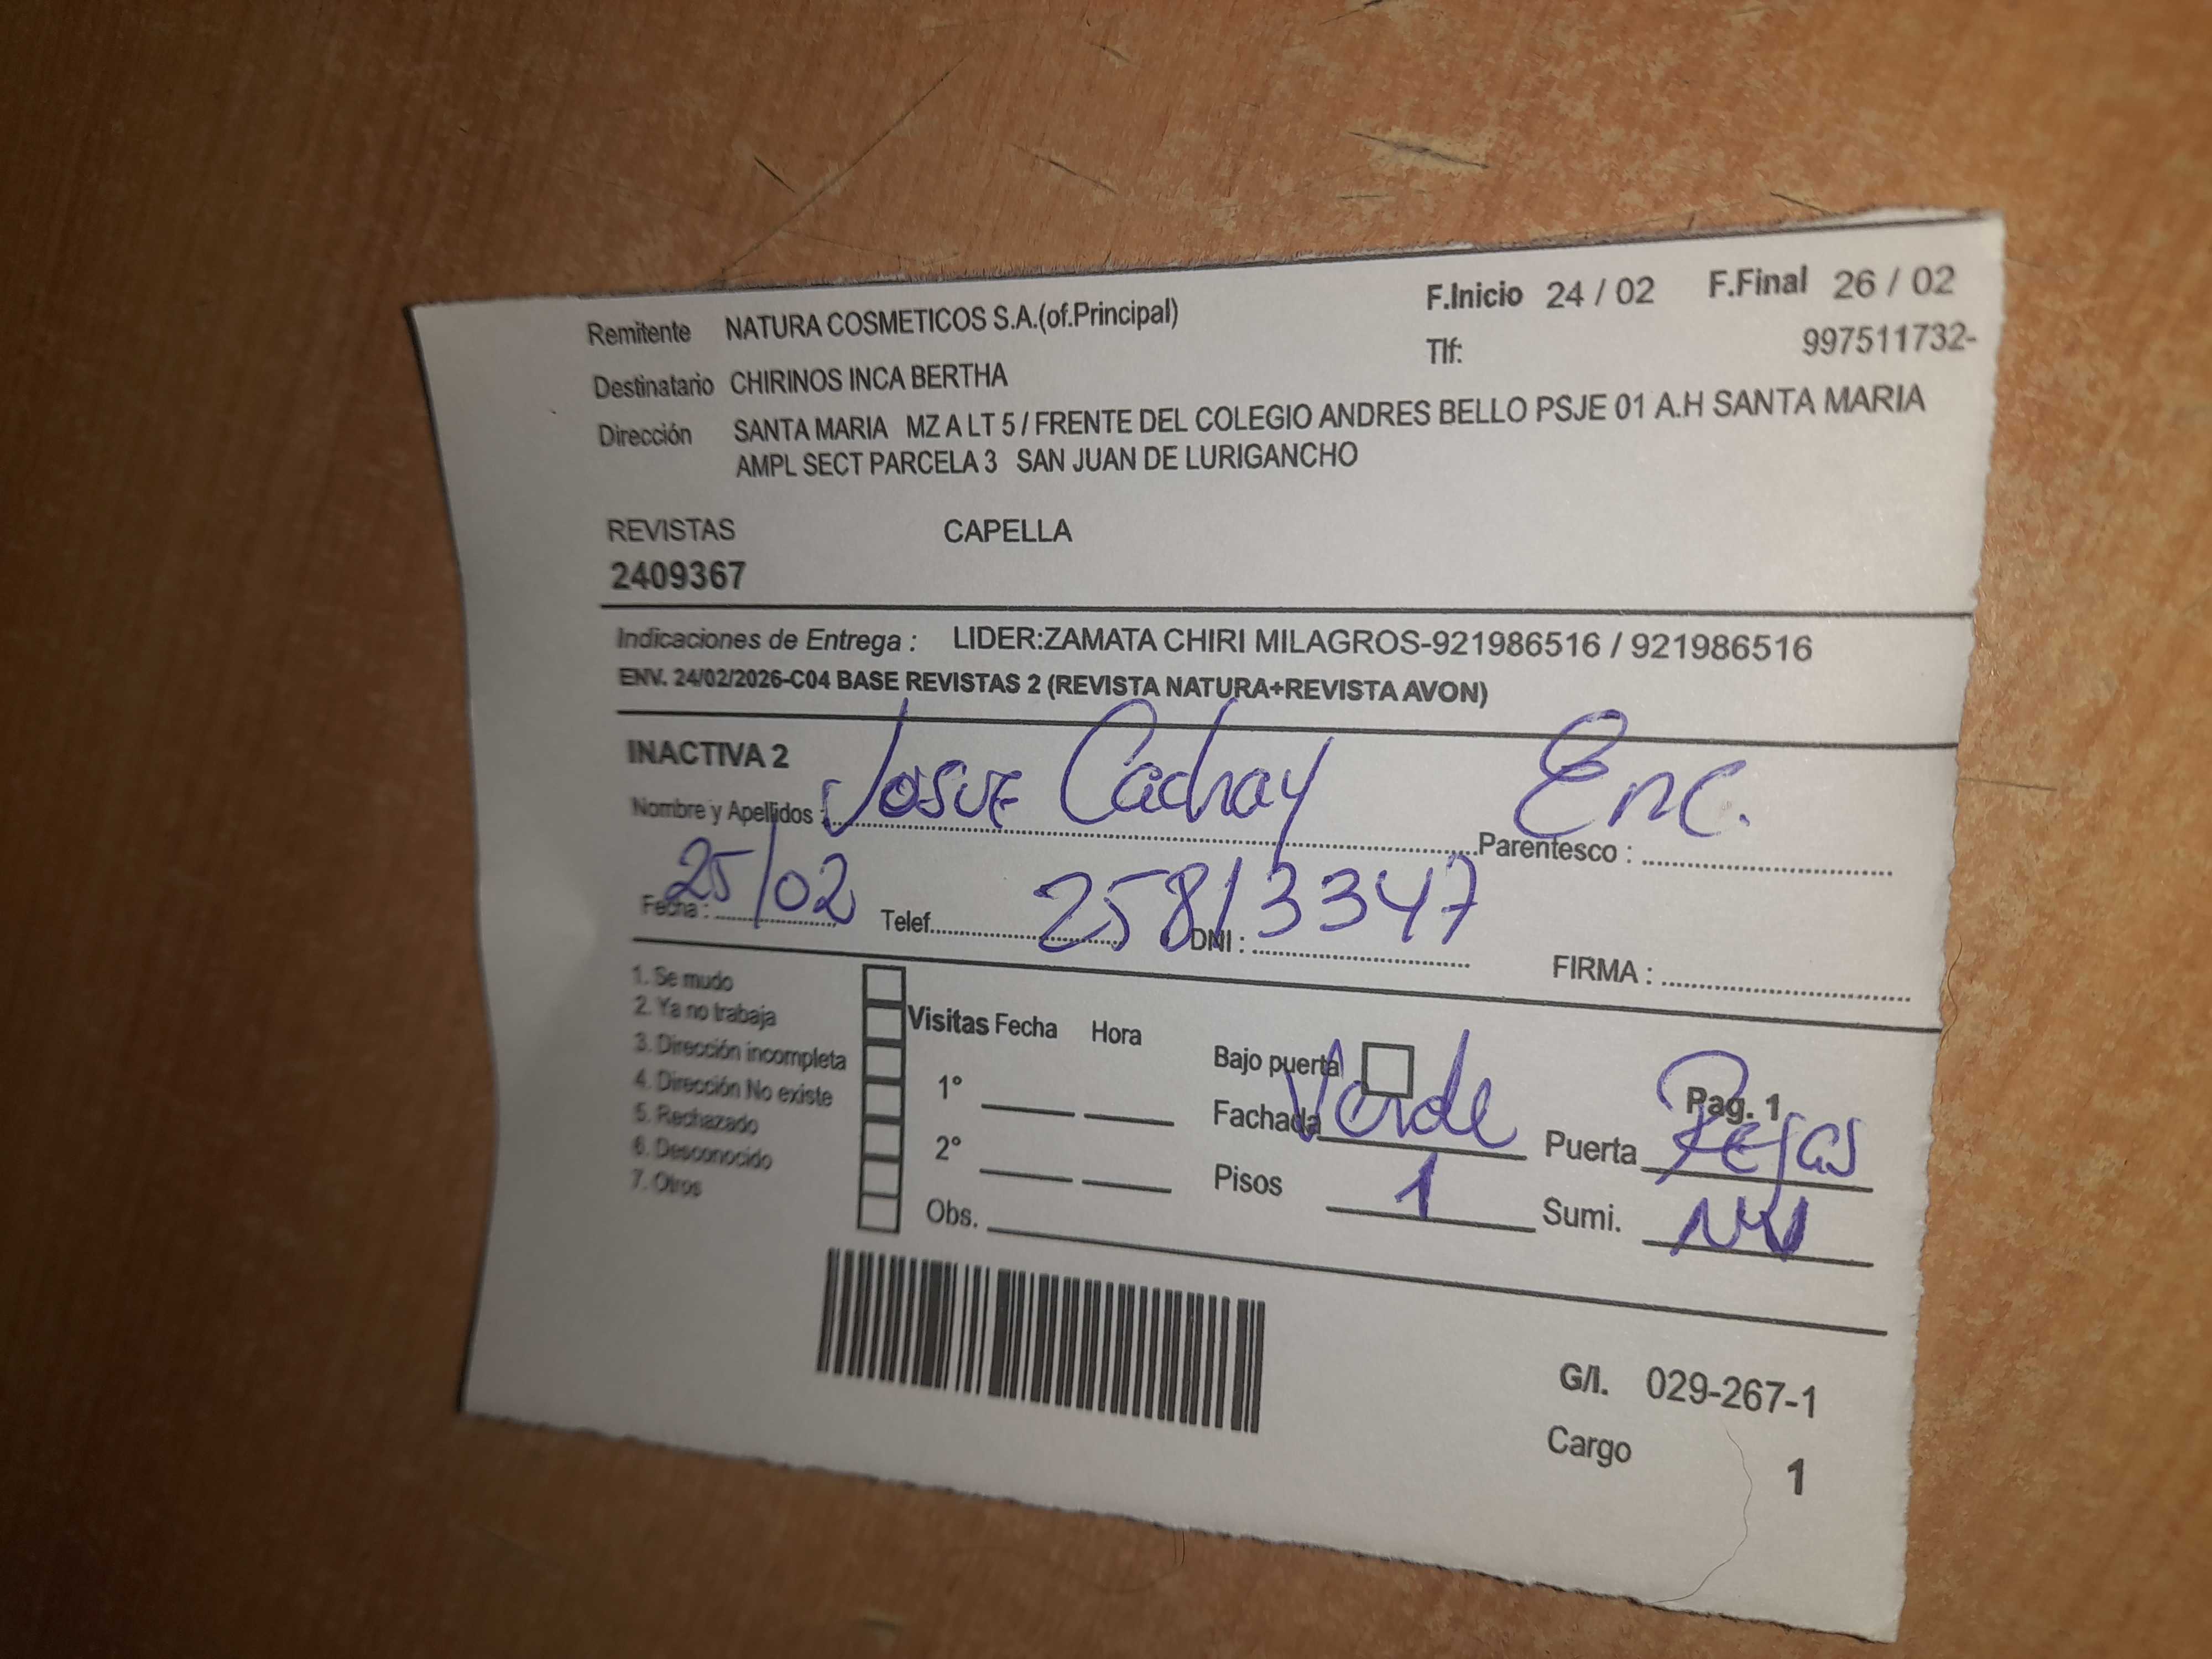 Remitente NATURA COSMETICOS S.A.(of.Principal) F.Inicio 24 / 02 F.Final 26 / 02
Tlf: 997511732-
Destinatario CHIRINOS INCA BERTHA
Dirección SANTA MARIA MZ A LT 5 / FRENTE DEL COLEGIO ANDRES BELLO PSJE 01 A.H SANTA MARIA
AMPL SECT PARCELA 3 SAN JUAN DE LURIGANCHO
REVISTAS CAPELLA
2409367
Indicaciones de Entrega : LIDER:ZAMATA CHIRI MILAGROS-921986516 / 921986516
ENV. 24/02/2026-C04 BASE REVISTAS 2 (REVISTA NATURA+REVISTA AVON)
INACTIVA 2
Nombre y Apellidos : Josue Cachay Parentesco : Enc.
Fecha : 25/02 Telef. DNI : 25813347 FIRMA :
1. Se mudo
2. Ya no trabaja
3. Dirección incompleta
4. Dirección No existe
5. Rechazado
6. Desconocido
7. Otros
Visitas Fecha Hora
1°
2°
Obs.
Bajo puerta
Pag. 1
Fachada Verde Puerta Rejas
Pisos 1 Sumi.
G/I. 029-267-1
Cargo 1